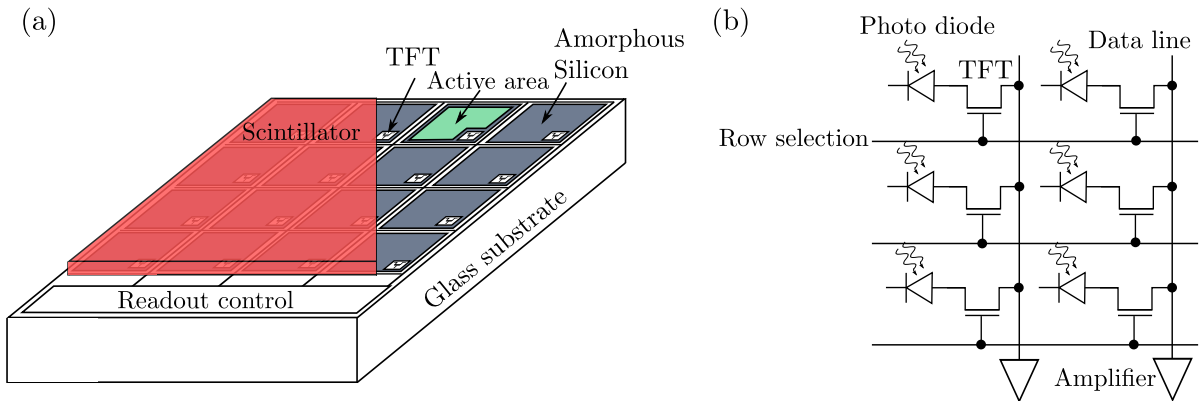 (a)
TFT
Active area
Amorphous
Silicon
Scintillator
Readout control
Glass substrate
(b)
Photo diode
TFT
Data line
Row selection
Amplifier